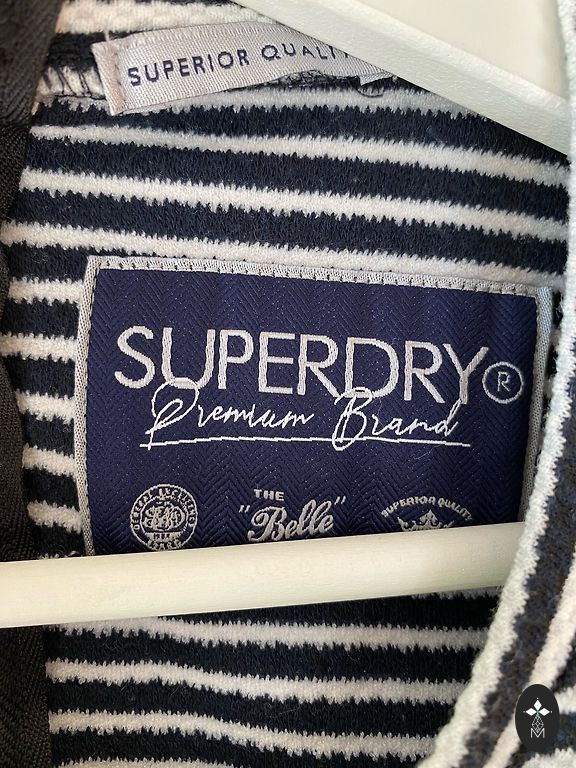 SUPERIOR QUALI
SUPERDRY®
Premium Brand
THE
"Belle"
SUPERIOR QUALITY
M